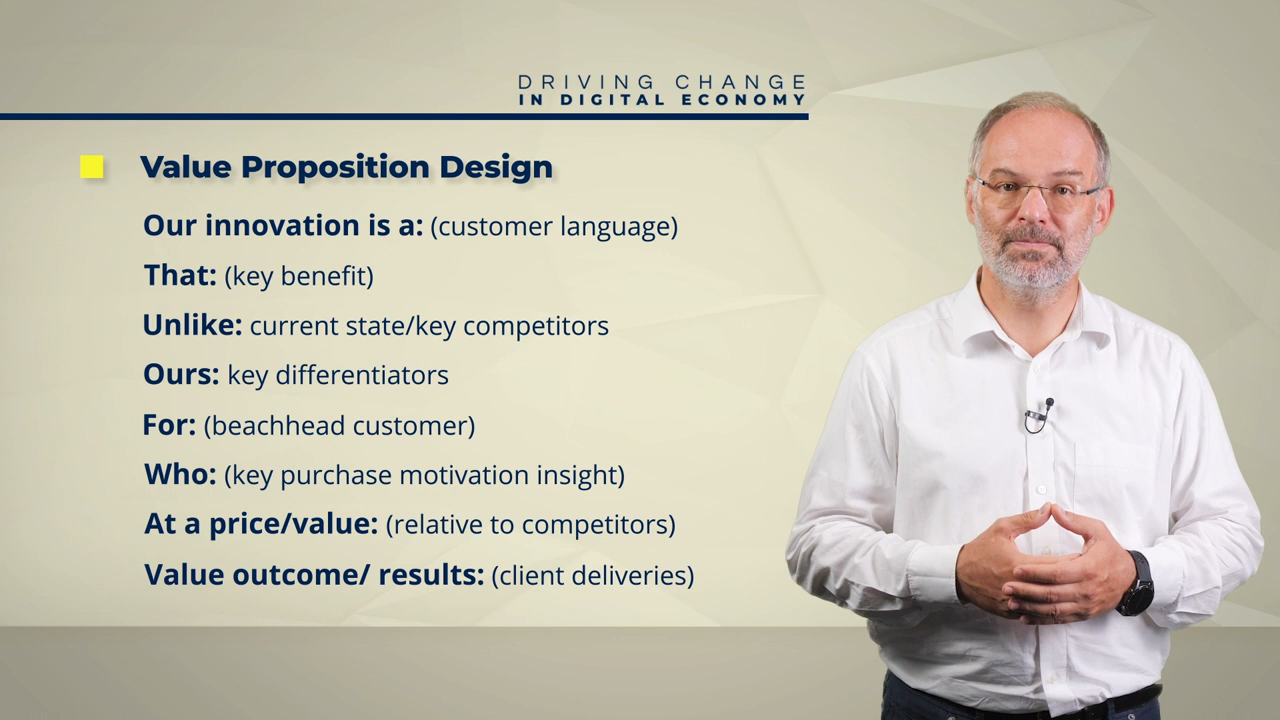 DRIVING CHANGE
IN DIGITAL ECONOMY
Value Proposition Design
Our innovation is a: (customer language)
That: (key benefit)
Unlike: current state/key competitors
Ours: key differentiators
For: (beachhead customer)
Who: (key purchase motivation insight)
At a price/value: (relative to competitors)
Value outcome/ results: (client deliveries)